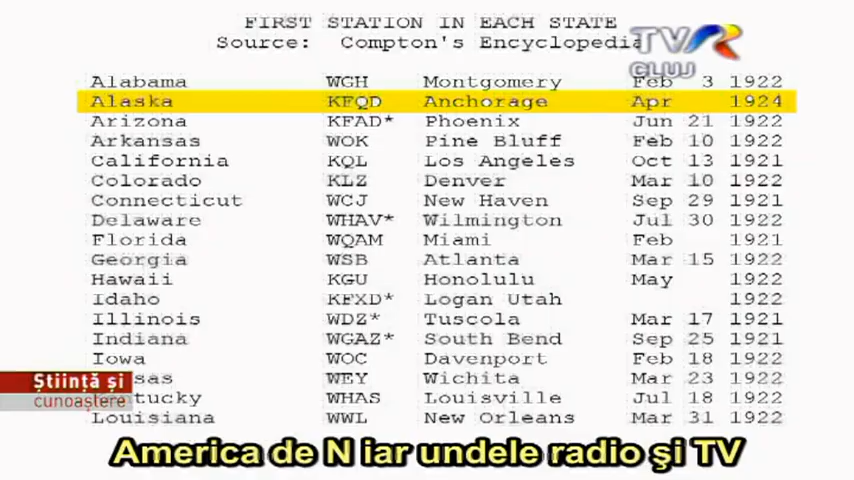 FIRST STATION IN EACH STATE
Source: Compton's Encyclopedia
TVR
CLUJ
Alabama WGH Montgomery Feb 3 1922
Alaska KFQD Anchorage Apr 1924
Arizona KFAD* Phoenix Jun 21 1922
Arkansas WOK Pine Bluff Feb 10 1922
California KQL Los Angeles Oct 13 1921
Colorado KLZ Denver Mar 10 1922
Connecticut WCJ New Haven Sep 29 1921
Delaware WHAV* Wilmington Jul 30 1922
Florida WQAM Miami Feb 1921
Georgia WSB Atlanta Mar 15 1922
Hawaii KGU Honolulu May 1922
Idaho KFXD* Logan Utah 1922
Illinois WDZ* Tuscola Mar 17 1921
Indiana WGAZ* South Bend Sep 25 1921
Iowa WOC Davenport Feb 18 1922
sas WEY Wichita Mar 23 1922
tucky WHAS Louisville Jul 18 1922
Louisiana WWL New Orleans Mar 31 1922
Știință și
cunoaștere
America de N iar undele radio şi TV